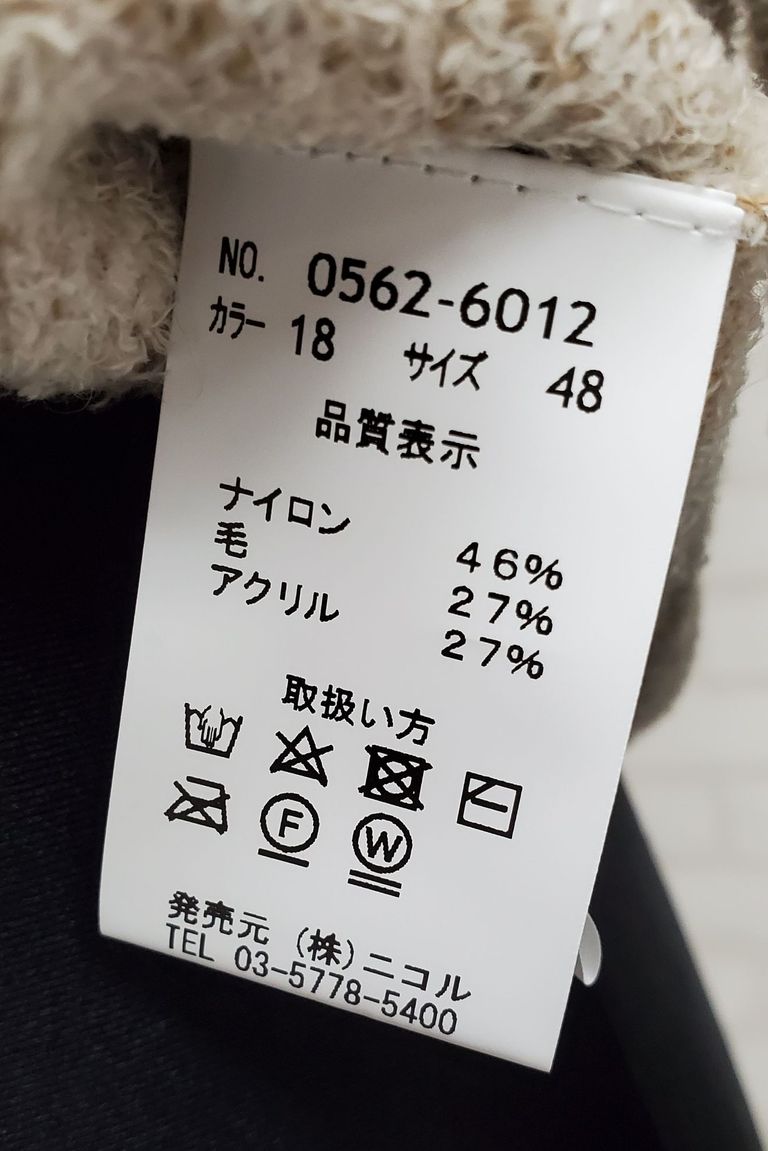 NO. 0562-6012
カラー 18 サイズ 48
品質表示
ナイロン 46%
毛 27%
アクリル 27%
取扱い方
F
W
発売元 (株)ニコル
TEL 03-5778-5400